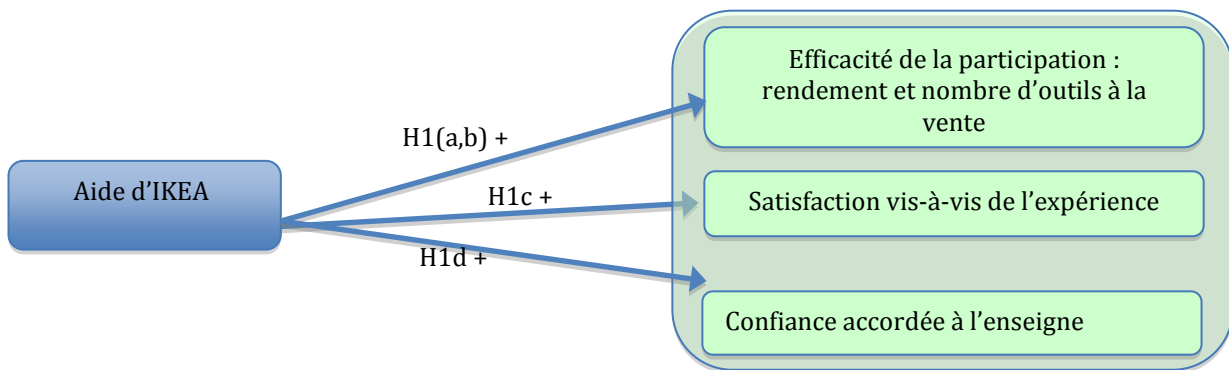 Efficacité de la participation :
rendement et nombre d’outils à la
vente
H1(a,b) +
Aide d’IKEA
H1c +
Satisfaction vis-à-vis de l’expérience
H1d +
Confiance accordée à l’enseigne